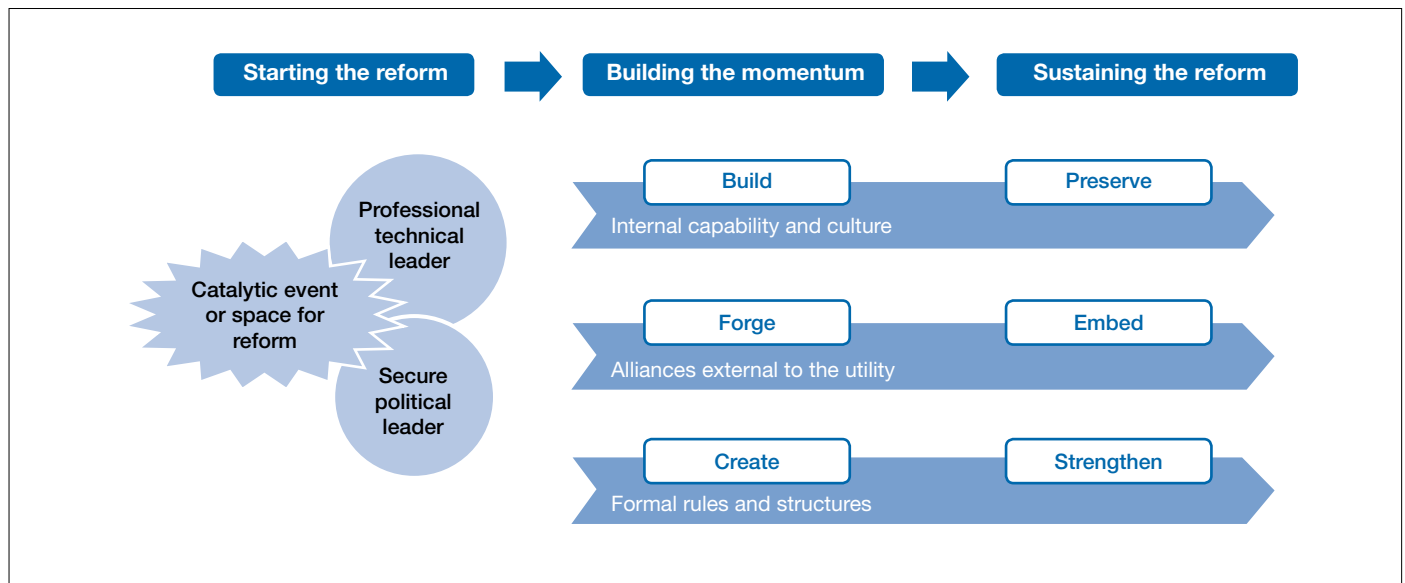 Starting the reform
Building the momentum
Sustaining the reform
Professional
technical
leader
Catalytic event
or space for
reform
Secure
political
leader
Build
Preserve
Internal capability and culture
Forge
Embed
Alliances external to the utility
Create
Strengthen
Formal rules and structures